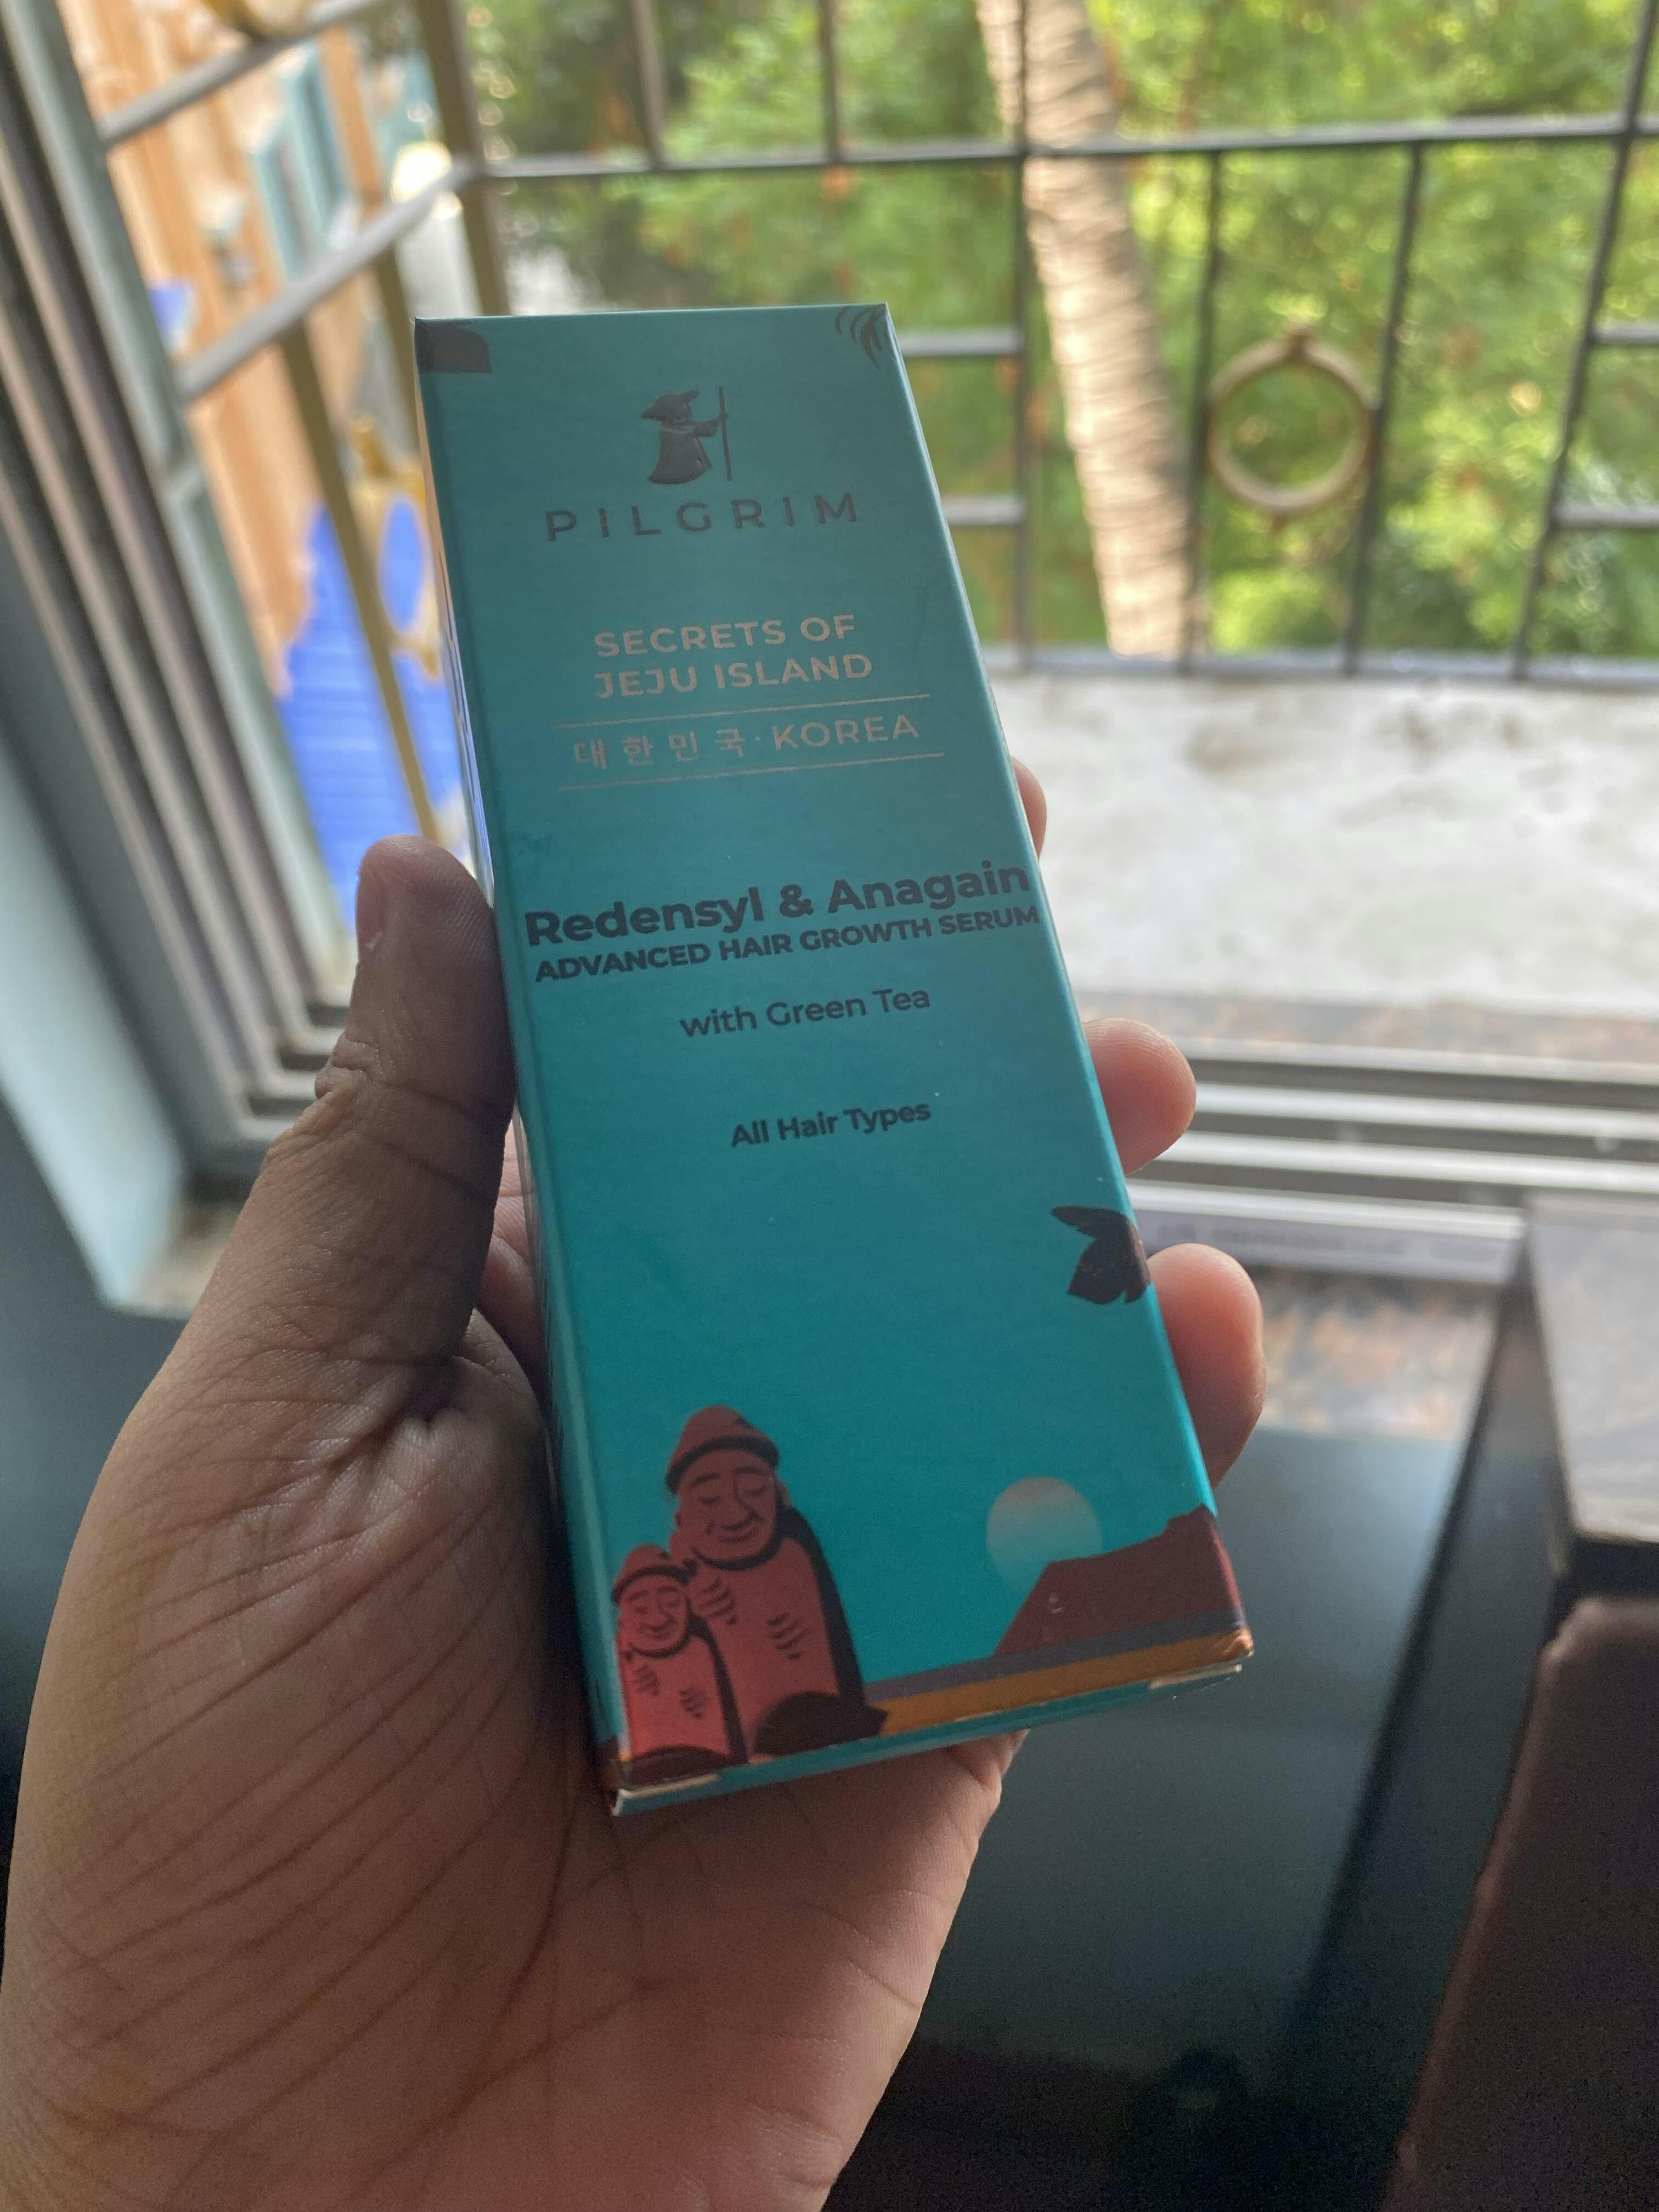 PILGRIM
SECRETS OF
JEJU ISLAND
대한민국·KOREA
Redensyl & Anagain
ADVANCED HAIR GROWTH SERUM
with Green Tea
All Hair Types